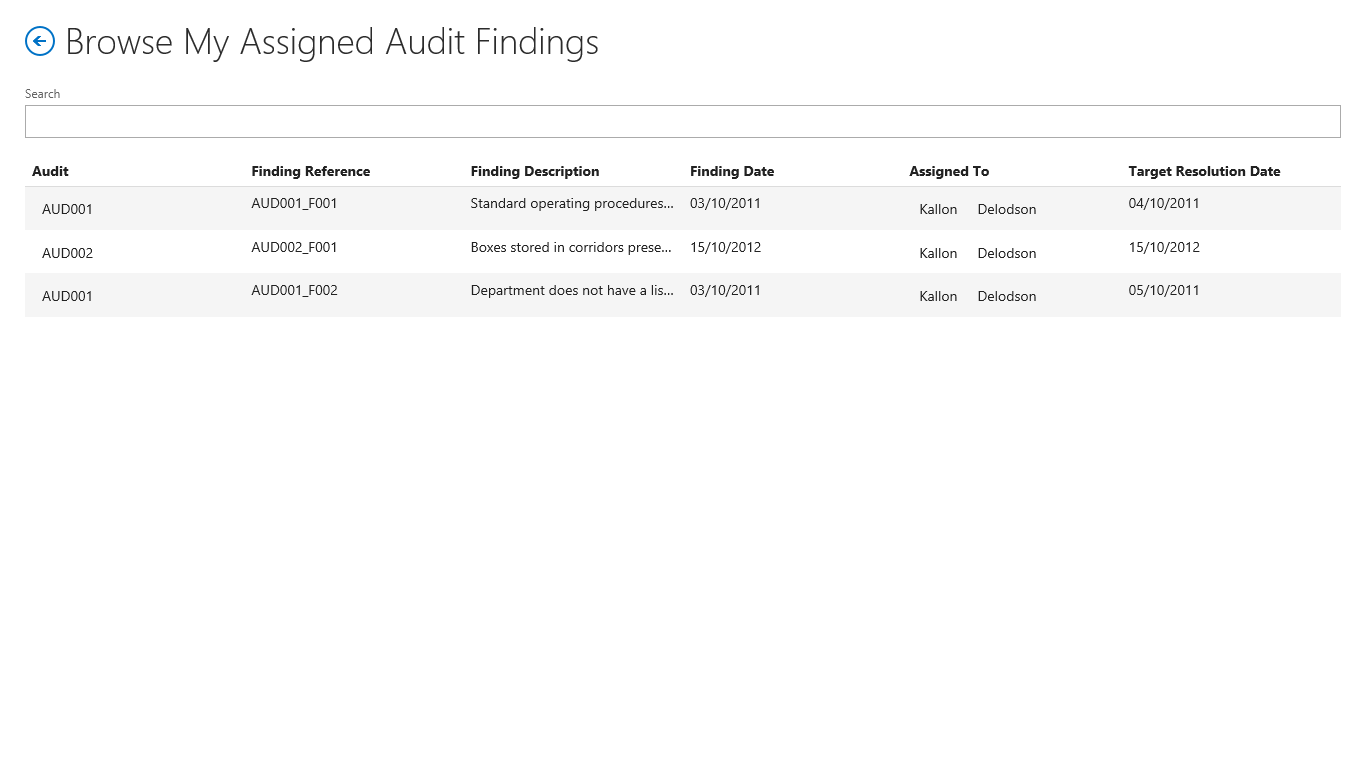 Browse My Assigned Audit Findings
Search
Audit Finding Reference Finding Description Finding Date Assigned To Target Resolution Date
AUD001 AUD001_F001 Standard operating procedures... 03/10/2011 Kallon Delodson 04/10/2011
AUD002 AUD002_F001 Boxes stored in corridors prese... 15/10/2012 Kallon Delodson 15/10/2012
AUD001 AUD001_F002 Department does not have a lis... 03/10/2011 Kallon Delodson 05/10/2011